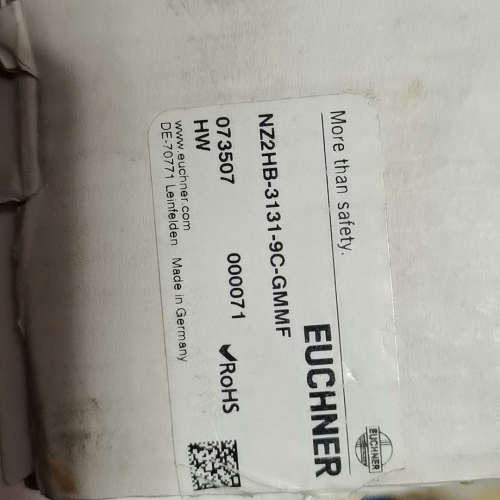 More than safety.
EUCHNER
EUCHNER
NZ2HB-3131-9C-GMMF
073507
000071
✔RoHS
HW
www.euchner.com
DE-70771 Leinfelden Made in Germany